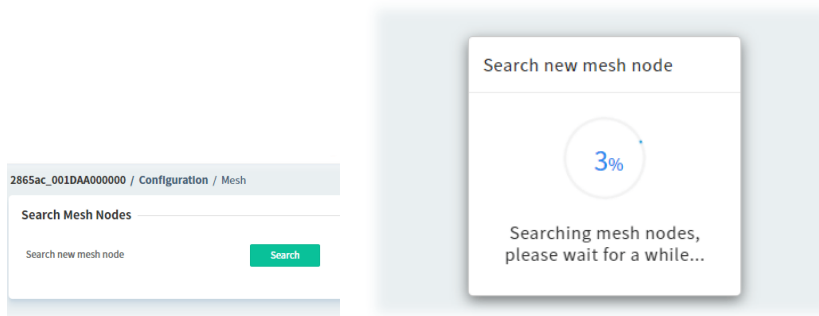 2865ac_001DAA000000 / Configuration / Mesh
Search Mesh Nodes
Search new mesh node
Search
Search new mesh node
3%
Searching mesh nodes,
please wait for a while...